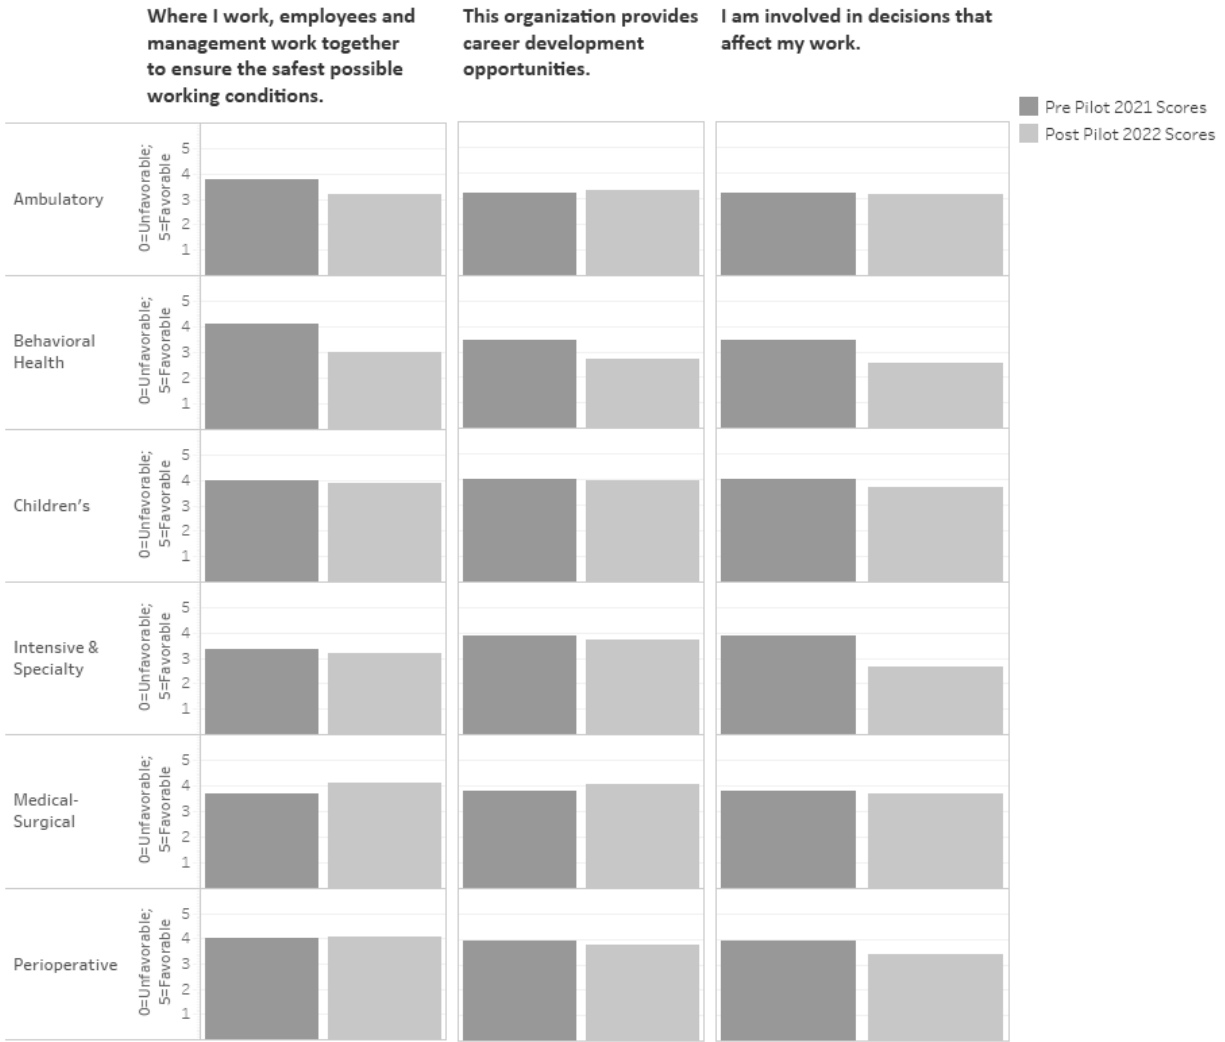 Where I work, employees and
management work together
to ensure the safest possible
working conditions.
This organization provides
career development
opportunities.
I am involved in decisions that
affect my work.
Pre Pilot 2021 Scores
Post Pilot 2022 Scores
Ambulatory
0=Unfavorable;
5=Favorable
5
4
3
2
1
Behavioral
Health
0=Unfavorable;
5=Favorable
5
4
3
2
1
Children's
0=Unfavorable;
5=Favorable
5
4
3
2
1
Intensive &
Specialty
0=Unfavorable;
5=Favorable
5
4
3
2
1
Medical-
Surgical
0=Unfavorable;
5=Favorable
5
4
3
2
1
Perioperative
0=Unfavorable;
5=Favorable
5
4
3
2
1